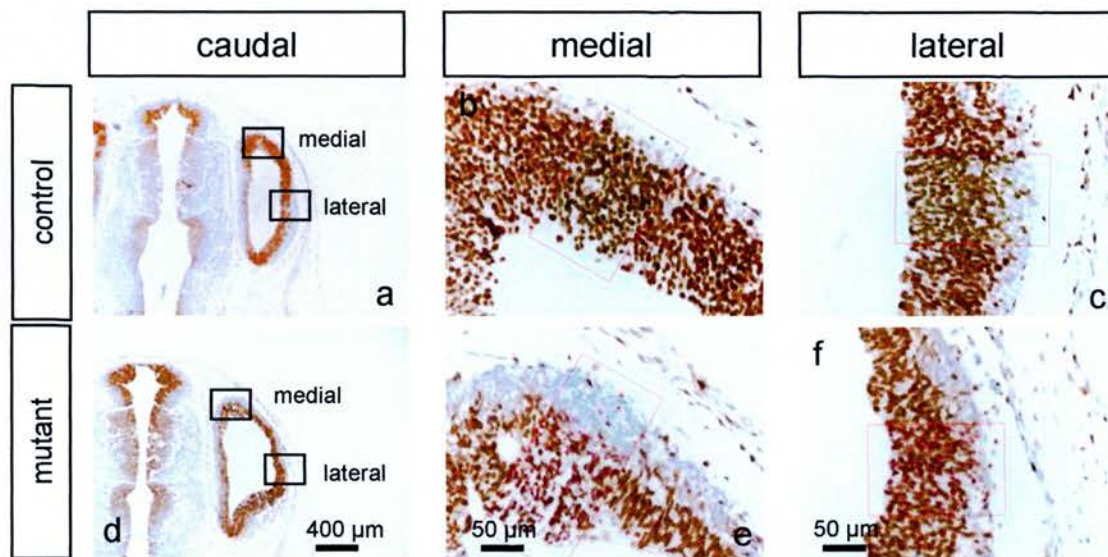 caudal
medial
lateral
control
medial
lateral
a
b
c
mutant
medial
lateral
d
400 µm
50 µm
e
f
50 µm